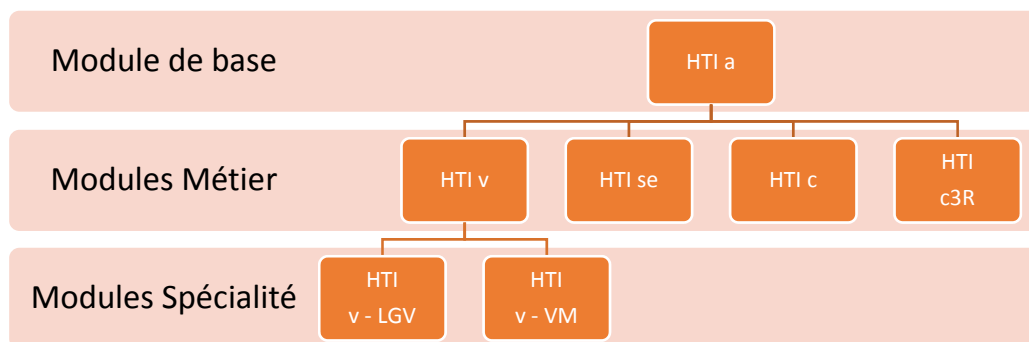 Module de base
HTI a
Modules Métier
HTI v
HTI se
HTI c
HTI
c3R
Modules Spécialité
HTI
v - LGV
HTI
v - VM